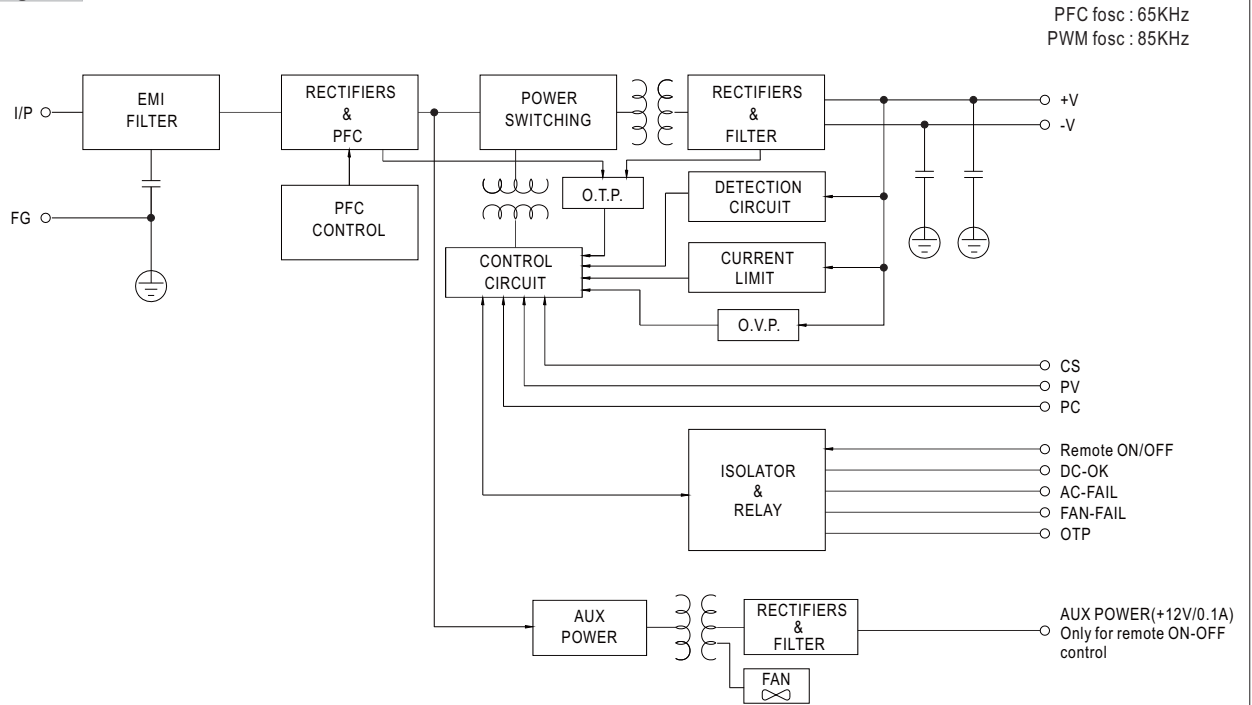 PFC fosc : 65KHz
PWM fosc : 85KHz
I/P
EMI
FILTER
RECTIFIERS
&
PFC
POWER
SWITCHING
RECTIFIERS
&
FILTER
+V
-V
FG
PFC
CONTROL
O.T.P.
DETECTION
CIRCUIT
CONTROL
CIRCUIT
CURRENT
LIMIT
O.V.P.
CS
PV
PC
ISOLATOR
&
RELAY
Remote ON/OFF
DC-OK
AC-FAIL
FAN-FAIL
OTP
AUX
POWER
RECTIFIERS
&
FILTER
AUX POWER(+12V/0.1A)
Only for remote ON-OFF
control
FAN